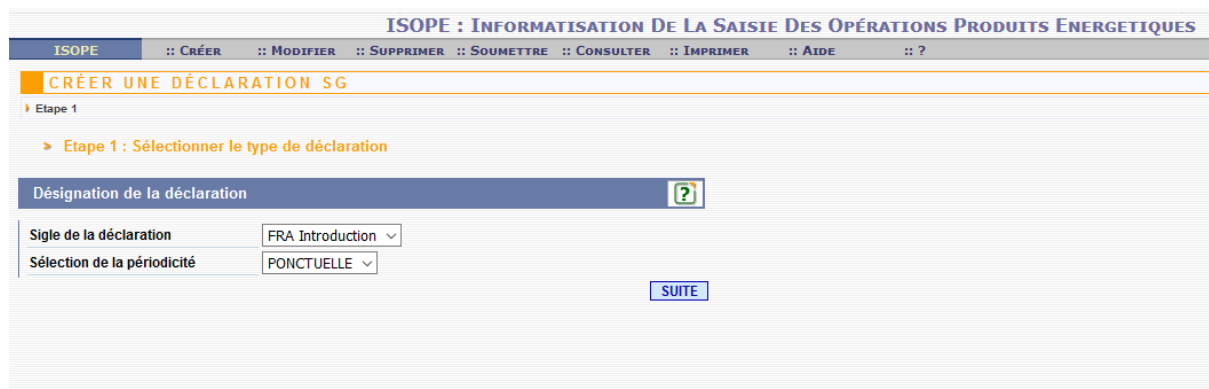 ISOPE : Informatisation De La Saisie Des Opérations Produits Energetiques
ISOPE :: Créer :: Modifier :: Supprimer :: Soumettre :: Consulter :: Imprimer :: Aide :: ?
CRÉER UNE DÉCLARATION SG
Etape 1
Etape 1 : Sélectionner le type de déclaration
Désignation de la déclaration ?
Sigle de la déclaration FRA Introduction
Sélection de la périodicité PONCTUELLE
SUITE